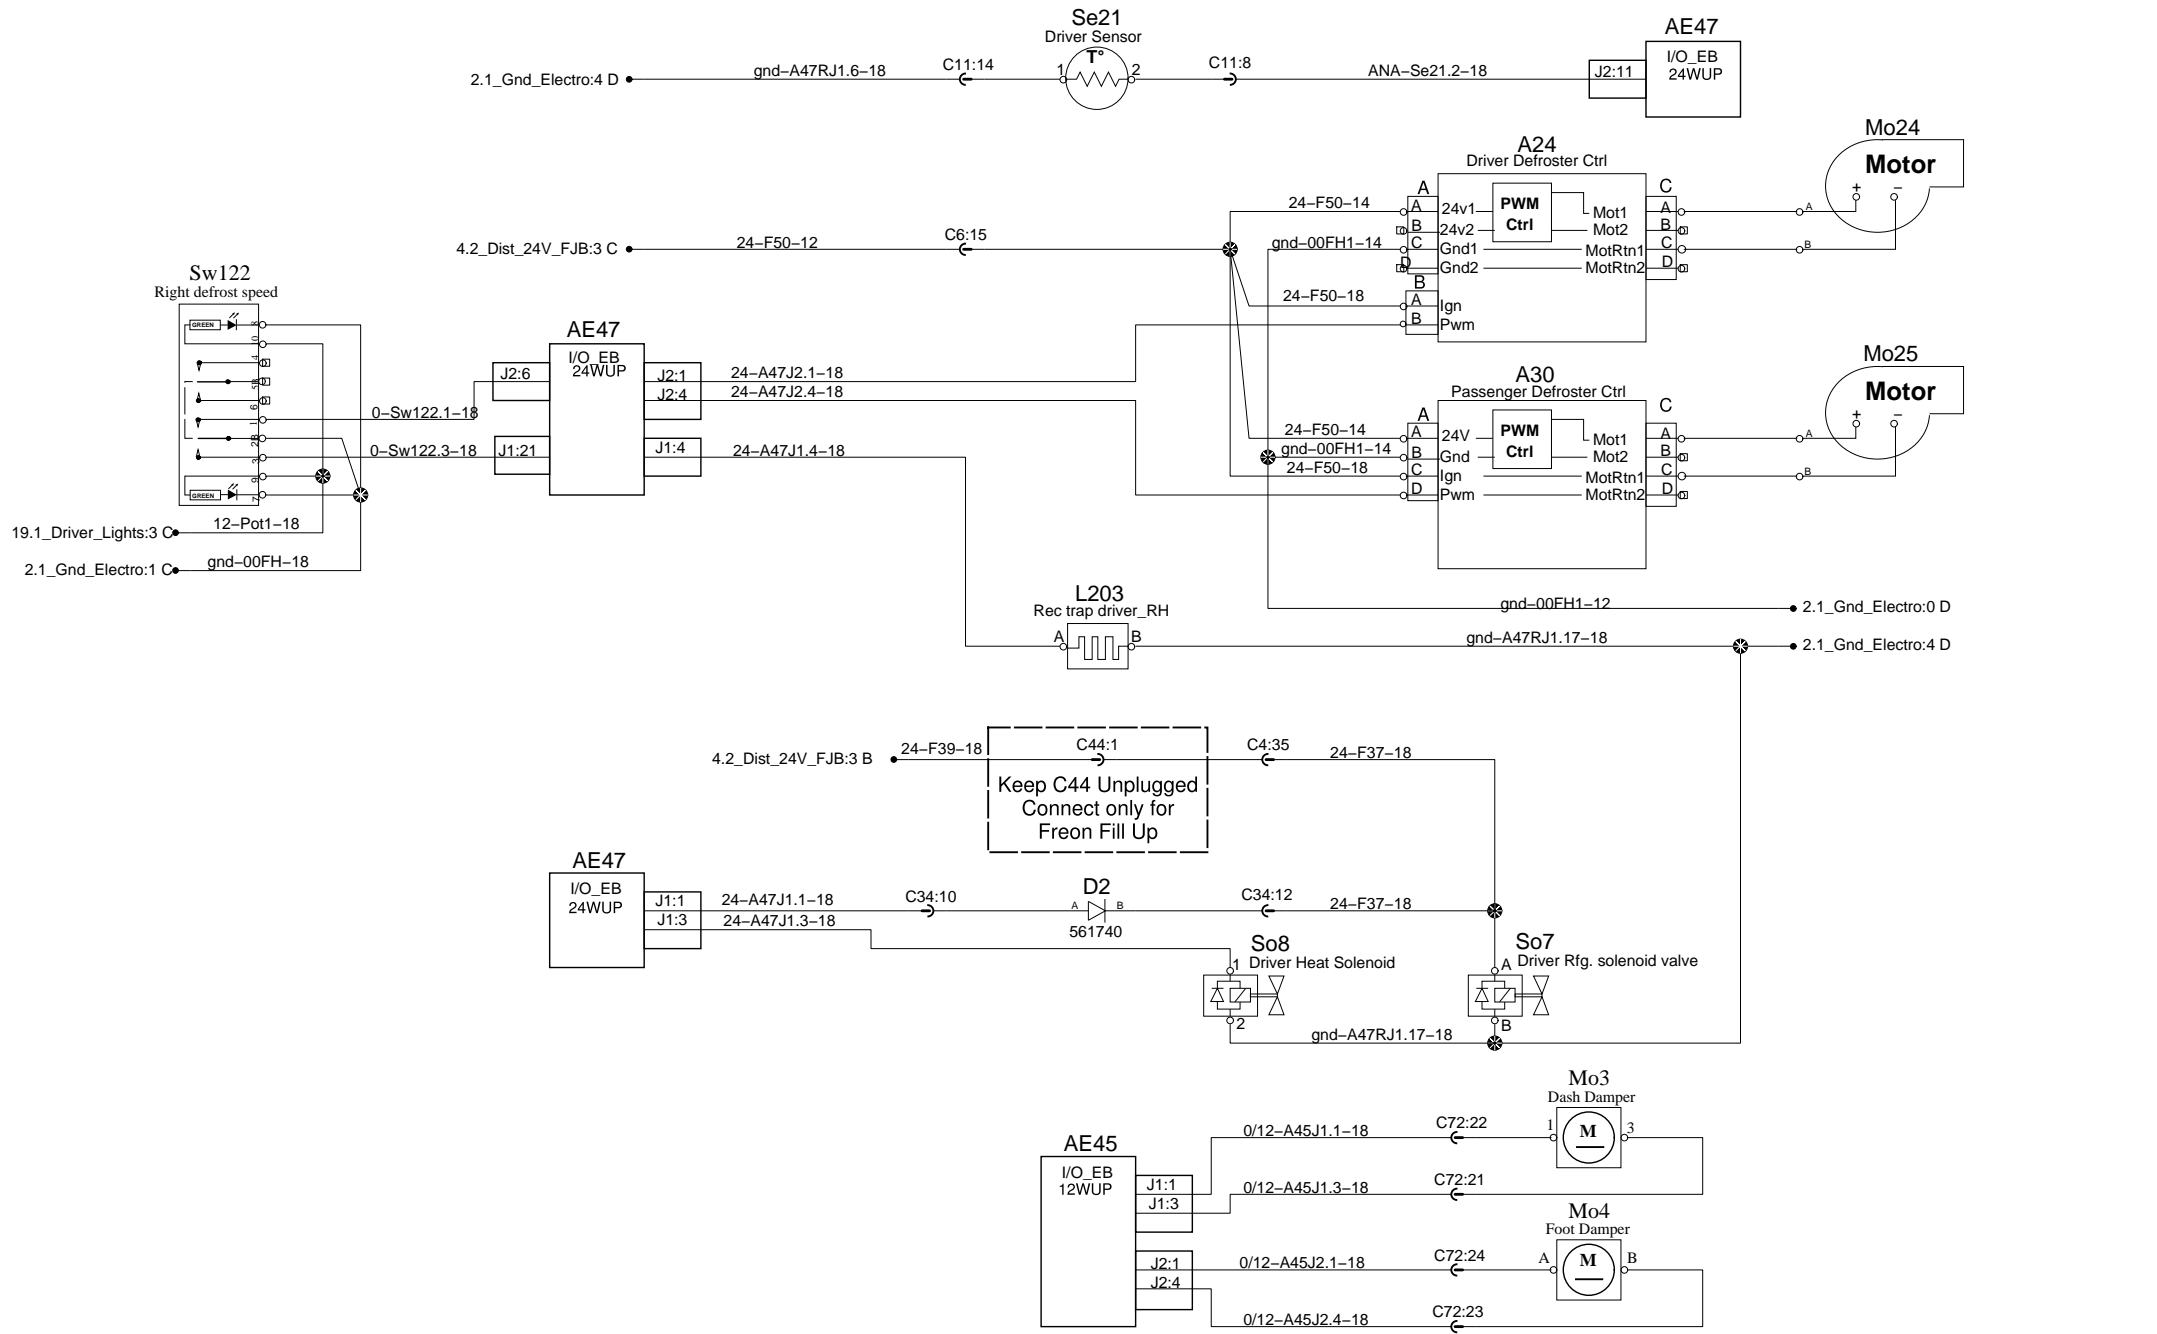 Se21
Driver Sensor
T°
2.1_Gnd_Electro:4 D
gnd–A47RJ1.6–18
C11:14
1
2
C11:8
ANA–Se21.2–18
AE47
I/O_EB
24WUP
J2:11
Mo24
Motor
+
–
A24
Driver Defroster Ctrl
A
A
B
C
D
24v1
24v2
Gnd1
Gnd2
PWM
Ctrl
Mot1
Mot2
MotRtn1
MotRtn2
C
A
B
C
D
A
B
B
A
B
Ign
Pwm
24–F50–14
gnd–00FH1–14
24–F50–18
4.2_Dist_24V_FJB:3 C
24–F50–12
C6:15
Sw122
Right defrost speed
GREEN
8
10
4
5B
6
1
2B
3
9
7
GREEN
0–Sw122.1–18
0–Sw122.3–18
19.1_Driver_Lights:3 C
12–Pot1–18
2.1_Gnd_Electro:1 C
gnd–00FH–18
AE47
I/O_EB
24WUP
J2:6
J1:21
J2:1
J2:4
J1:4
24–A47J2.1–18
24–A47J2.4–18
24–A47J1.4–18
Mo25
Motor
+
–
A30
Passenger Defroster Ctrl
A
A
B
C
D
24V
Gnd
Ign
Pwm
PWM
Ctrl
Mot1
Mot2
MotRtn1
MotRtn2
C
A
B
C
D
A
B
24–F50–14
gnd–00FH1–14
24–F50–18
gnd–00FH1–12
2.1_Gnd_Electro:0 D
L203
Rec trap driver_RH
A
B
gnd–A47RJ1.17–18
2.1_Gnd_Electro:4 D
4.2_Dist_24V_FJB:3 B
24–F39–18
C44:1
C4:35
24–F37–18
Keep C44 Unplugged
Connect only for
Freon Fill Up
AE47
I/O_EB
24WUP
J1:1
J1:3
24–A47J1.1–18
24–A47J1.3–18
C34:10
D2
A
B
561740
C34:12
24–F37–18
So8
Driver Heat Solenoid
1
2
So7
Driver Rfg. solenoid valve
A
B
gnd–A47RJ1.17–18
Mo3
Dash Damper
1
M
3
AE45
I/O_EB
12WUP
J1:1
J1:3
J2:1
J2:4
0/12–A45J1.1–18
C72:22
0/12–A45J1.3–18
C72:21
Mo4
Foot Damper
A
M
B
0/12–A45J2.1–18
C72:24
0/12–A45J2.4–18
C72:23